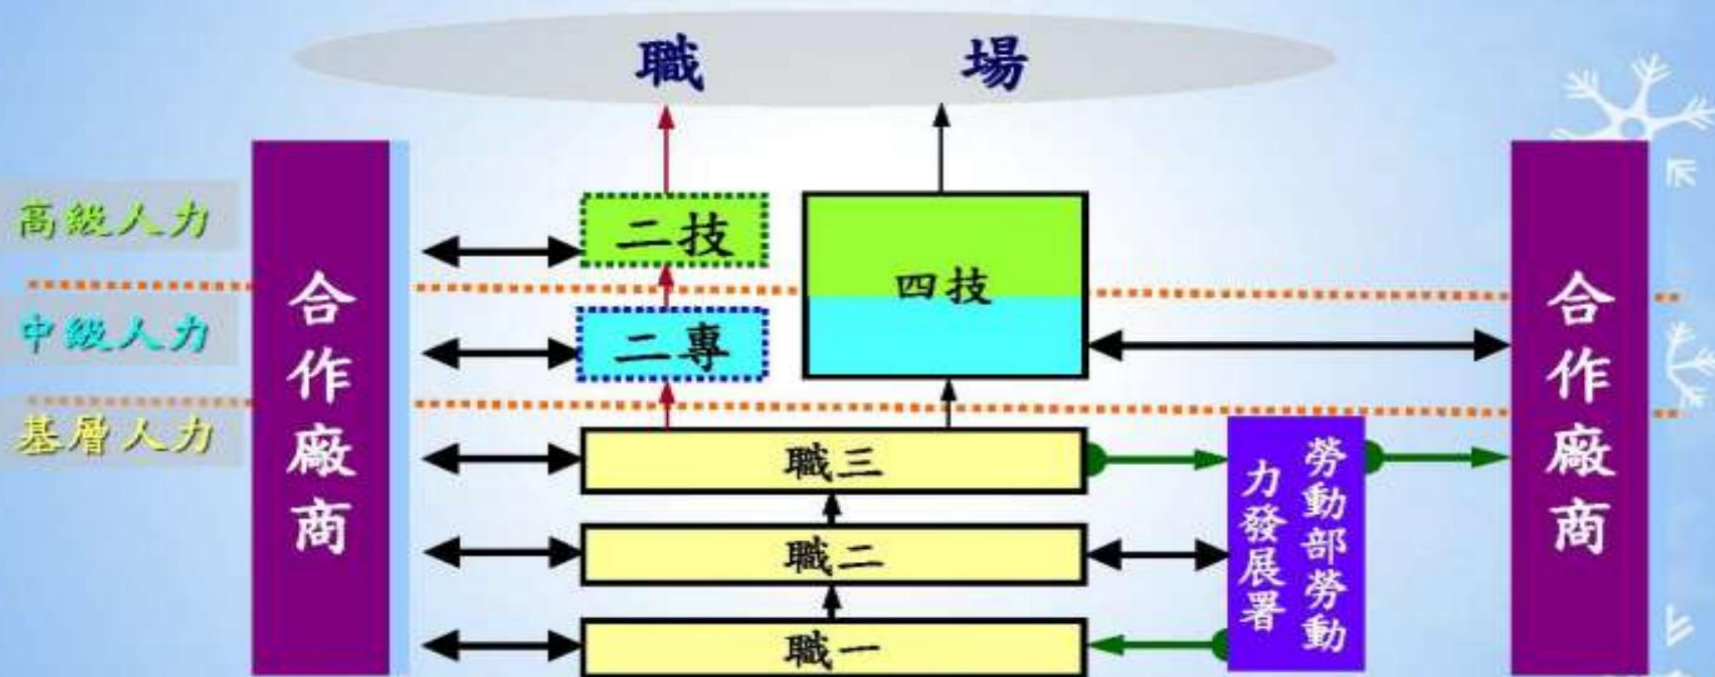 職 場
高級人力
中級人力
基層人力
合作廠商
二技
二專
四技
職三
職二
職一
勞動部勞動
力發展署
合作廠商